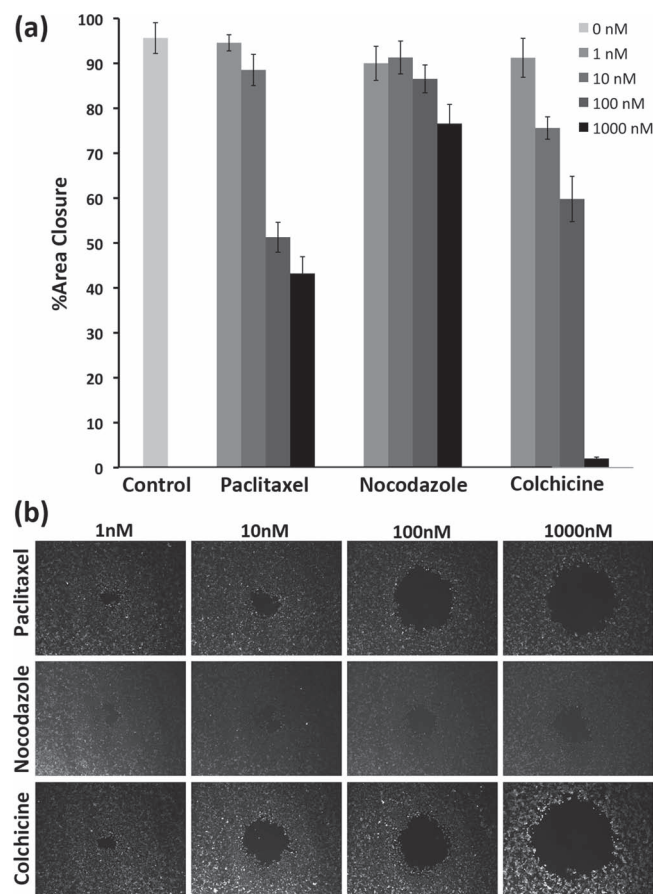 (a)
%Area Closure
100
90
80
70
60
50
40
30
20
10
0
0 nM
1 nM
10 nM
100 nM
1000 nM
Control Paclitaxel Nocodazole Colchicine
(b)
1nM 10nM 100nM 1000nM
Paclitaxel
Nocodazole
Colchicine